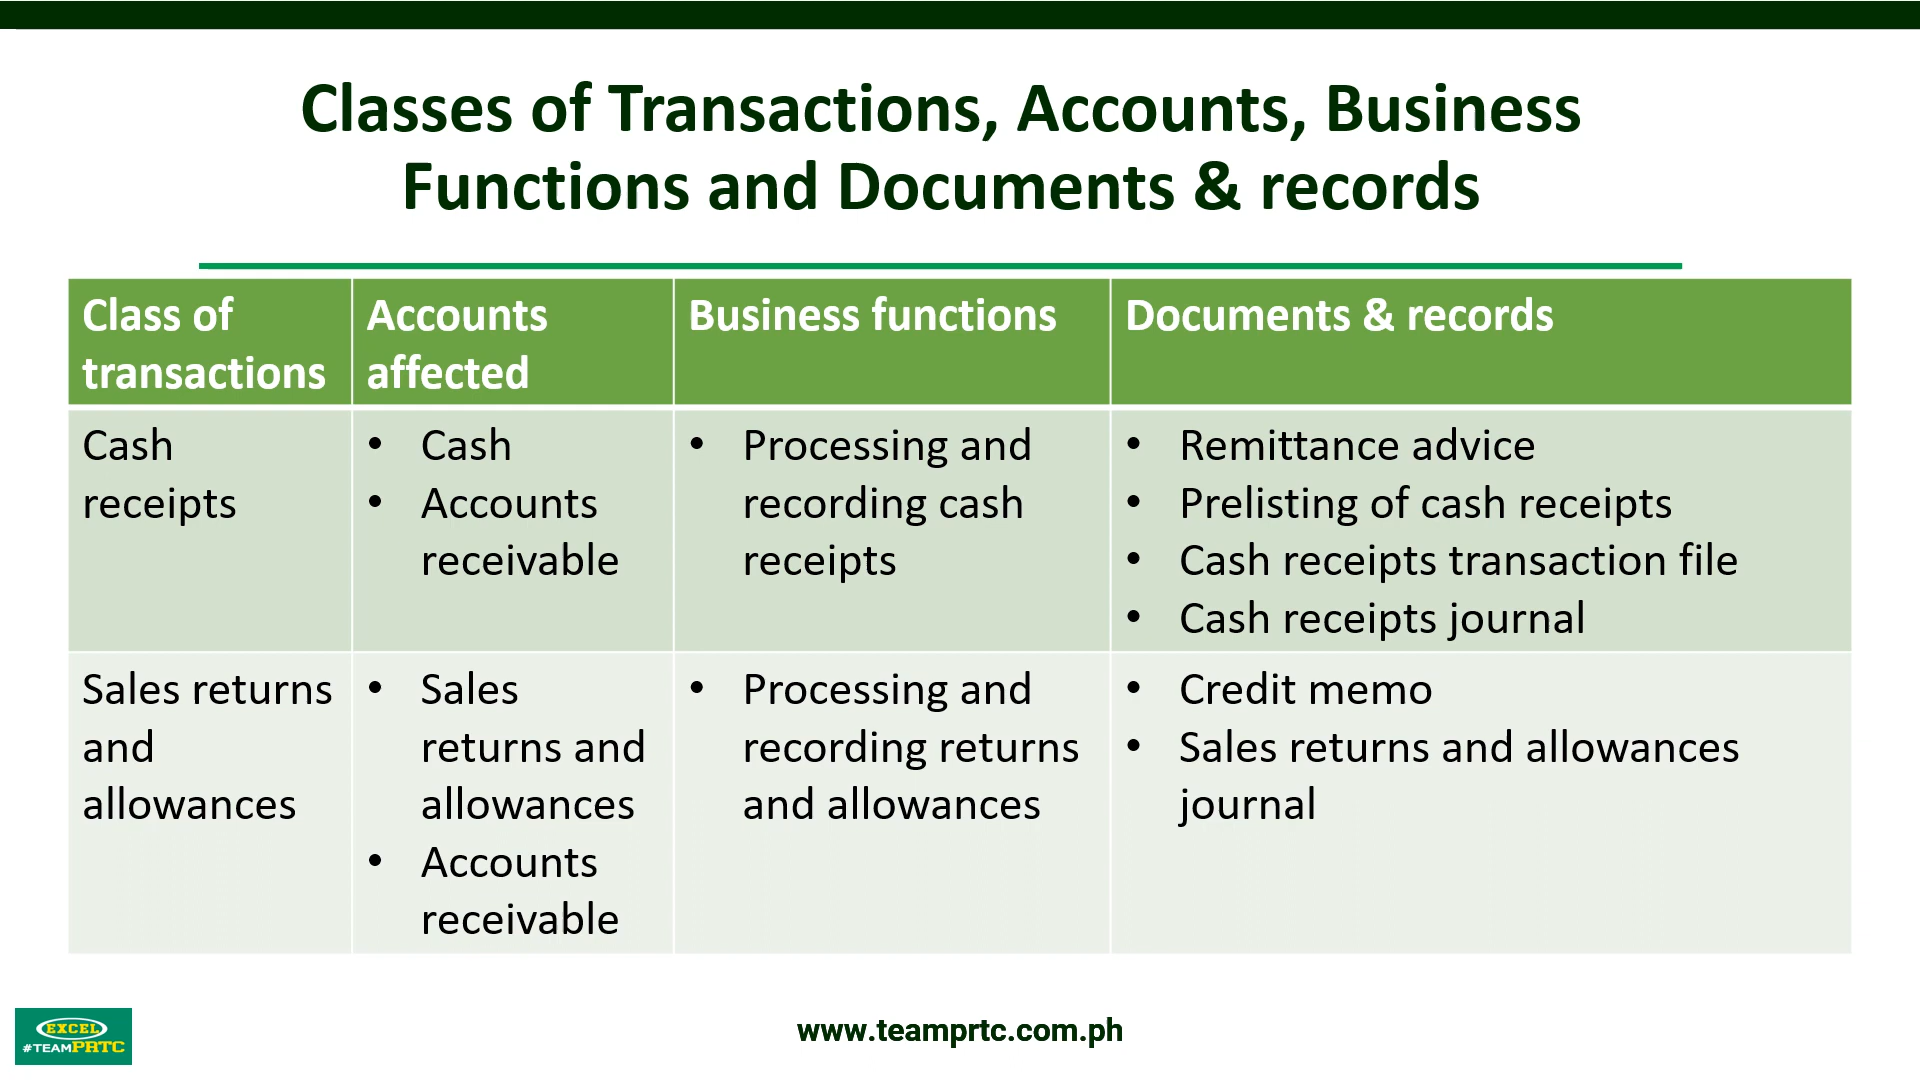 Classes of Transactions, Accounts, Business
Functions and Documents & records
Class of
transactions
Accounts
affected
Business functions
Documents & records
Cash
receipts
• Cash
• Accounts
receivable
• Processing and
recording cash
receipts
• Remittance advice
• Prelisting of cash receipts
• Cash receipts transaction file
• Cash receipts journal
Sales returns
and
allowances
• Sales
returns and
allowances
• Accounts
receivable
• Processing and
recording returns
and allowances
• Credit memo
• Sales returns and allowances
journal
EXCEL
#TEAMPRTC
www.teamprtc.com.ph